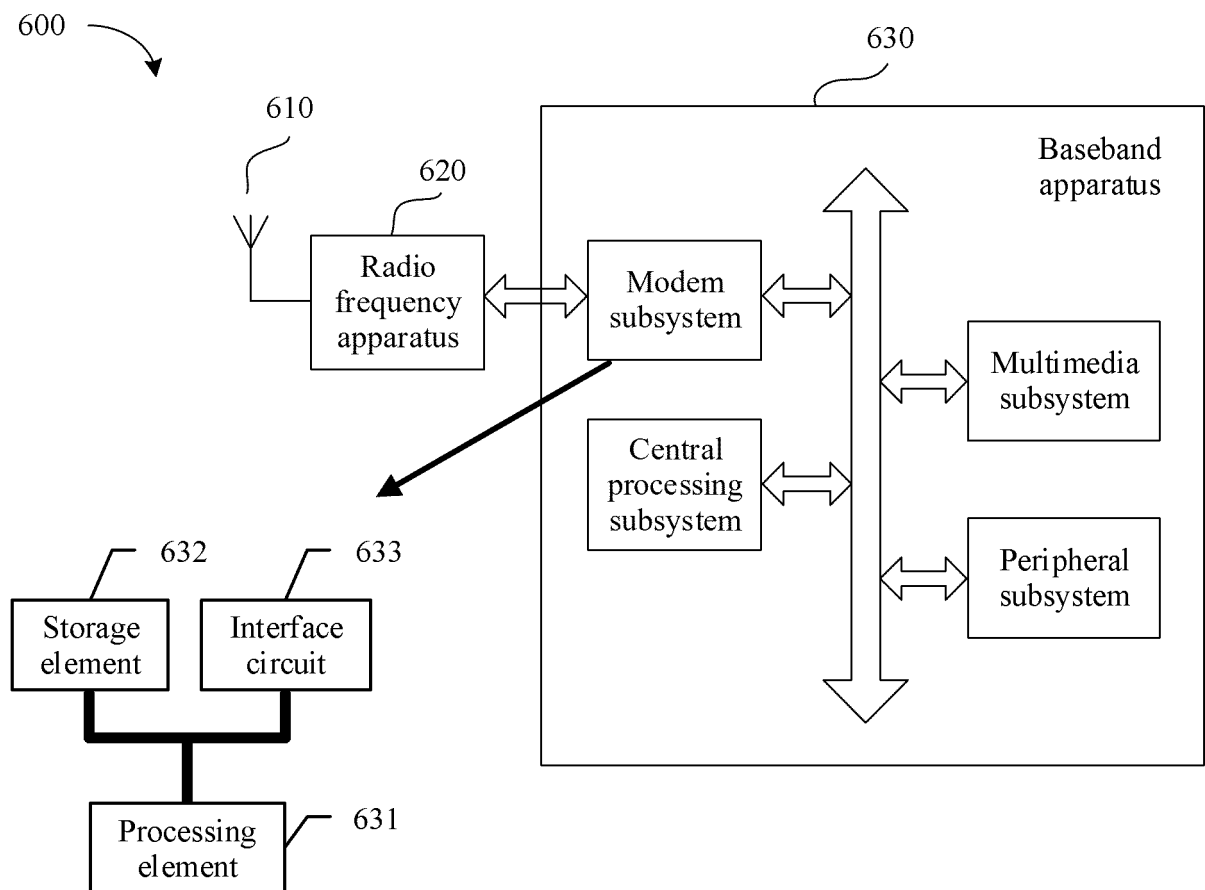 600
630
610
620
Baseband
apparatus
Radio
frequency
apparatus
Modem
subsystem
Multimedia
subsystem
Central
processing
subsystem
Peripheral
subsystem
632
633
Storage
element
Interface
circuit
631
Processing
element